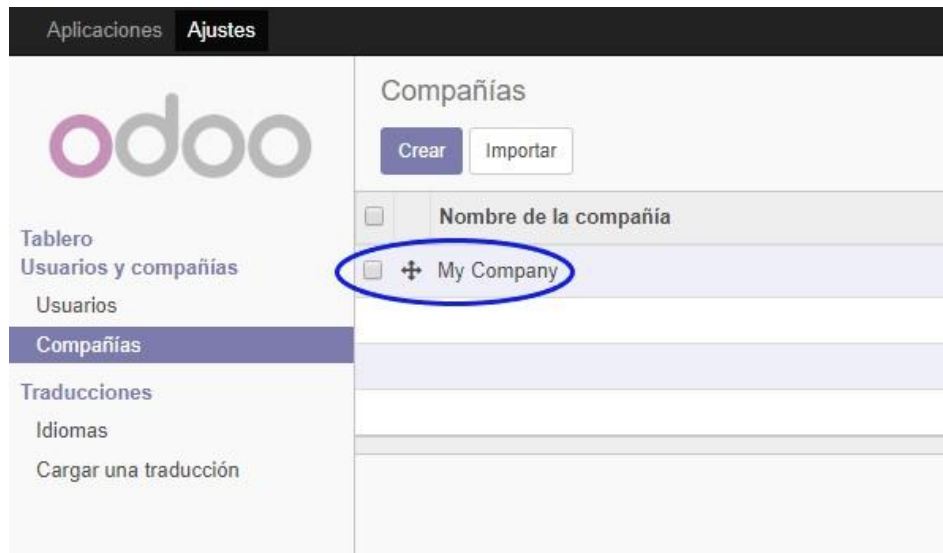 Aplicaciones Ajustes
odoo
Tablero
Usuarios y compañías
Usuarios
Compañías
Traducciones
Idiomas
Cargar una traducción
Compañías
Crear Importar
Nombre de la compañía
My Company